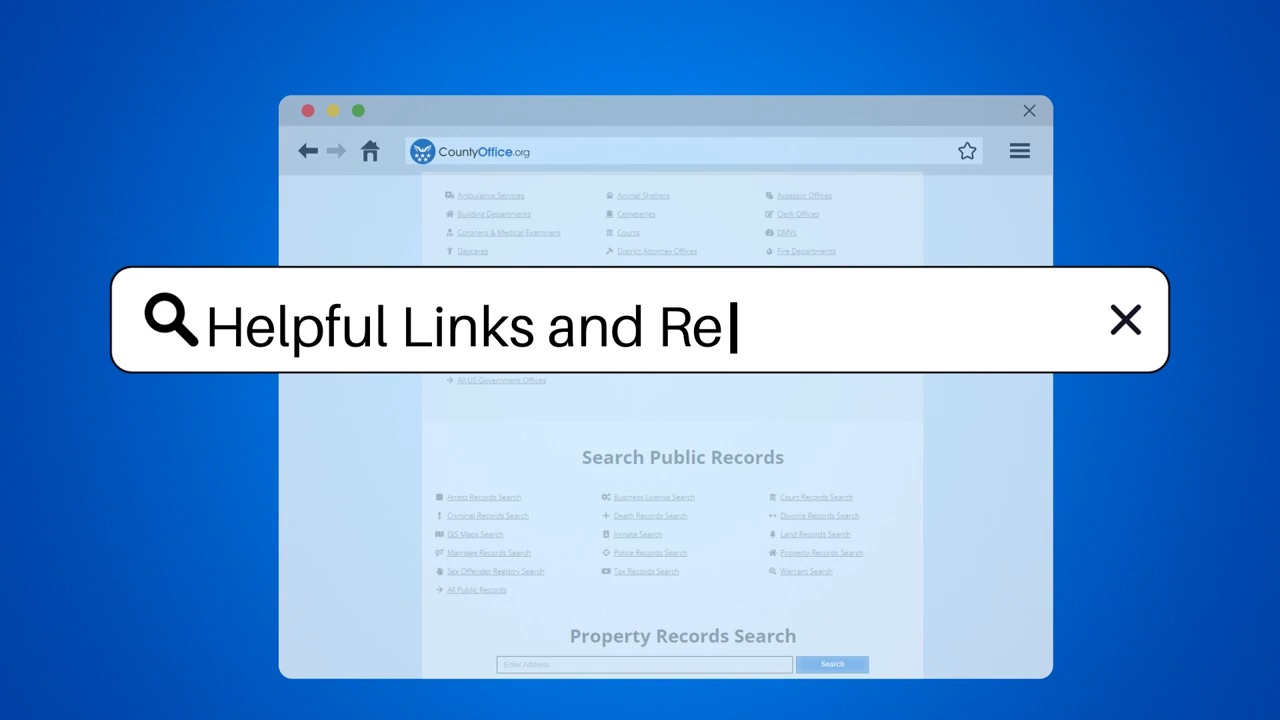 CountyOffice.org
Ambulance Services Animal Shelters Assessor Offices
Building Departments Cemeteries Clerk Offices
Coroners & Medical Examiners Courts DMVs
Daycares District Attorney Offices Fire Departments
Helpful Links and Re
All US Government Offices
Search Public Records
Arrest Records Search Business License Search Court Records Search
Criminal Records Search Death Records Search Divorce Records Search
GIS Maps Search Inmate Search Land Records Search
Marriage Records Search Police Records Search Property Records Search
Sex Offender Registry Search Tax Records Search Warrant Search
All Public Records
Property Records Search
Enter Address Search